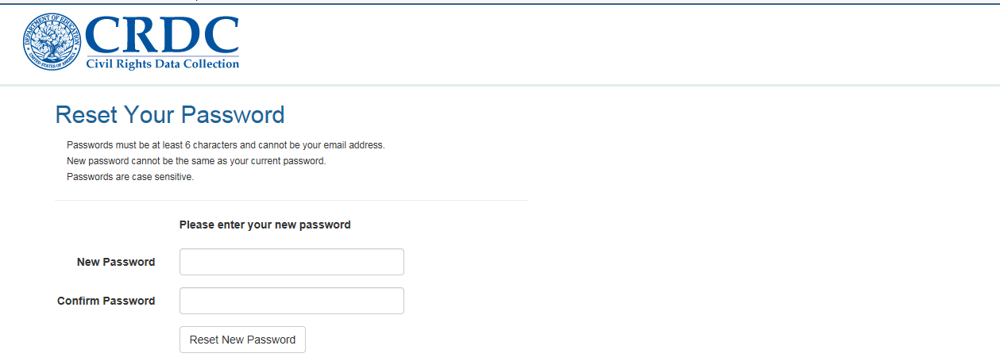 DEPARTMENT OF EDUCATION
UNITED STATES OF AMERICA
CRDC
Civil Rights Data Collection
Reset Your Password
Passwords must be at least 6 characters and cannot be your email address.
New password cannot be the same as your current password.
Passwords are case sensitive.
Please enter your new password
New Password
Confirm Password
Reset New Password